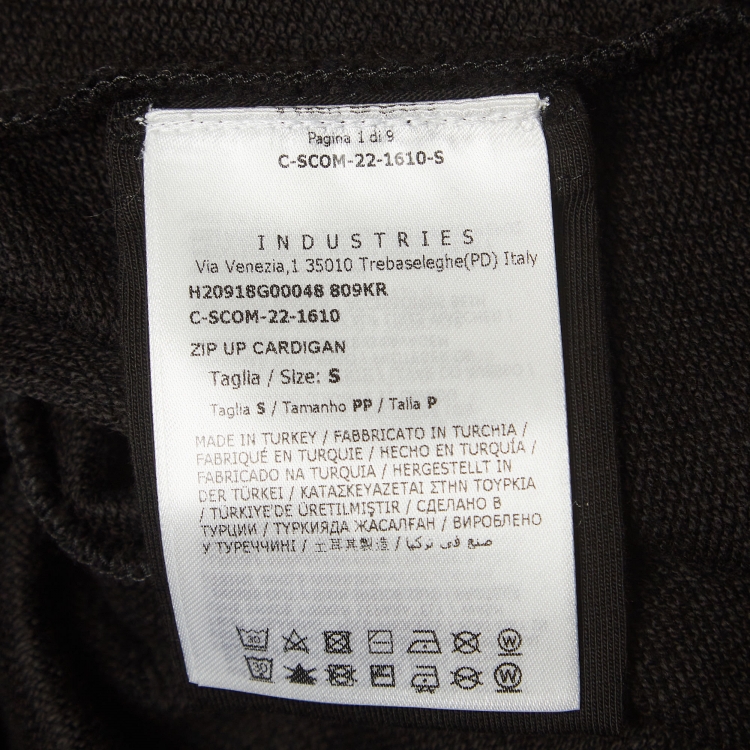 Pagina 1 di 9
C-SCOM-22-1610-S
INDUSTRIES
Via Venezia,1 35010 Trebaseleghe(PD) Italy
H20918G00048 809KR
C-SCOM-22-1610
ZIP UP CARDIGAN
Taglia / Size: S
Taglia S / Tamanho PP / Talla P
MADE IN TURKEY / FABBRICATO IN TURCHIA /
FABRIQUÉ EN TURQUIE / HECHO EN TURQUÍA /
FABRICADO NA TURQUIA / HERGESTELLT IN
DER TÜRKEI / ΚΑΤΑΣΚΕΥΑΖΕΤΑΙ ΣΤΗΝ ΤΟΥΡΚΙΑ
/ TÜRKIYE'DE ÜRETILMIŞTIR / СДЕЛАНО В
ТУРЦИИ / ТУРКИЯДА ЖАСАЛҒАН / ВИРОБЛЕНО
У ТУРЕЧЧИНІ / 土耳其製造 / صنع في تركيا
30 W
30 W